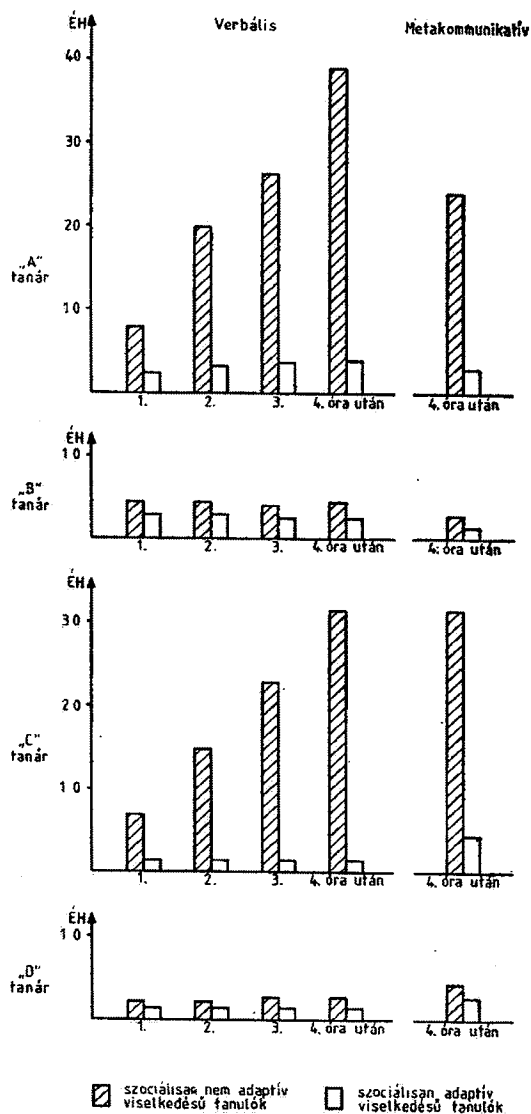 ÉH
Verbális
Metakommunikatív
40
30
20
10
„A"
tanár
1.
2.
3.
4. óra után
4. óra után
ÉH
10
„B"
tanár
1.
2.
3.
4. óra után
4. óra után
ÉH
30
20
10
„C"
tanár
1.
2.
3.
4. óra után
4. óra után
ÉH
10
„D"
tanár
1.
2.
3.
4. óra után
4. óra után
szociálisan nem adaptív
viselkedésű tanulók
szociálisan adaptív
viselkedésű tanulók